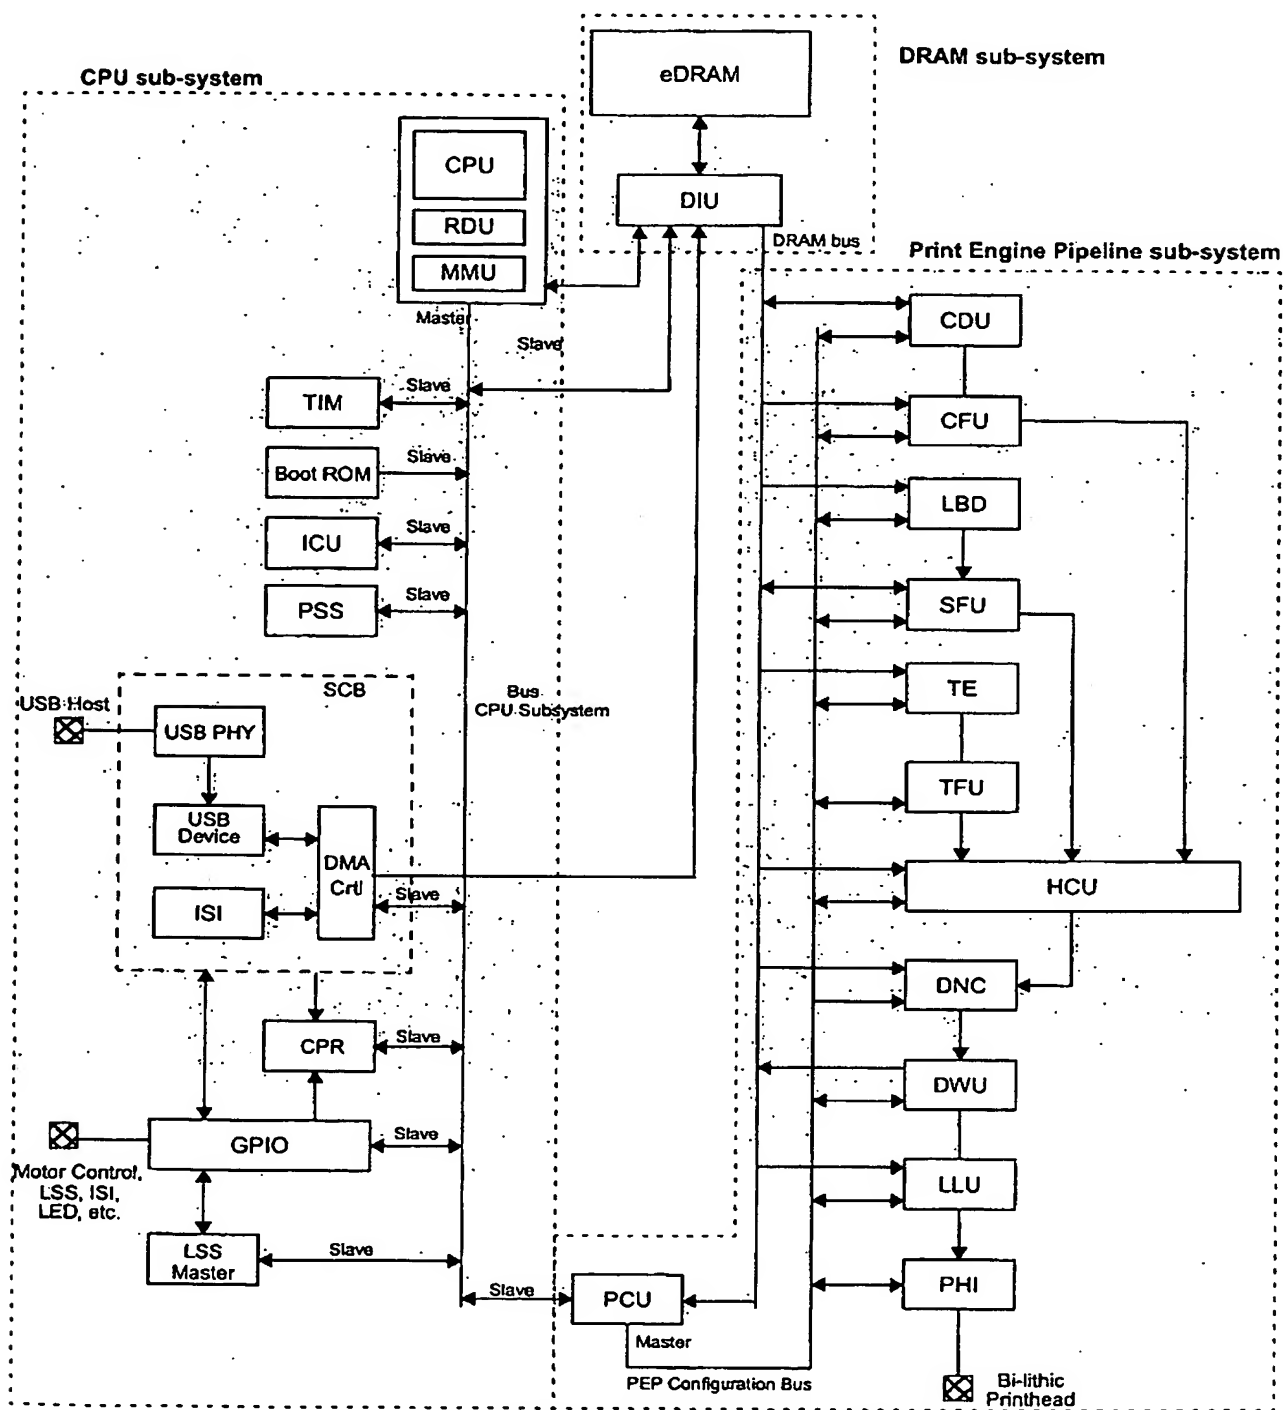 CPU sub-system
DRAM sub-system
eDRAM
DIU
DRAM bus
CPU
RDU
MMU
Master
Slave
Print Engine Pipeline sub-system
TIM
Slave
Boot ROM
Slave
ICU
Slave
PSS
Slave
SCB
USB Host
USB PHY
USB
Device
ISI
DMA
Crtl
Slave
Bus
CPU Subsystem
CPR
Slave
GPIO
Slave
Motor Control,
LSS, ISI,
LED, etc.
LSS
Master
Slave
Slave
PCU
Master
PEP Configuration Bus
CDU
CFU
LBD
SFU
TE
TFU
HCU
DNC
DWU
LLU
PHI
Bi-lithic
Printhead